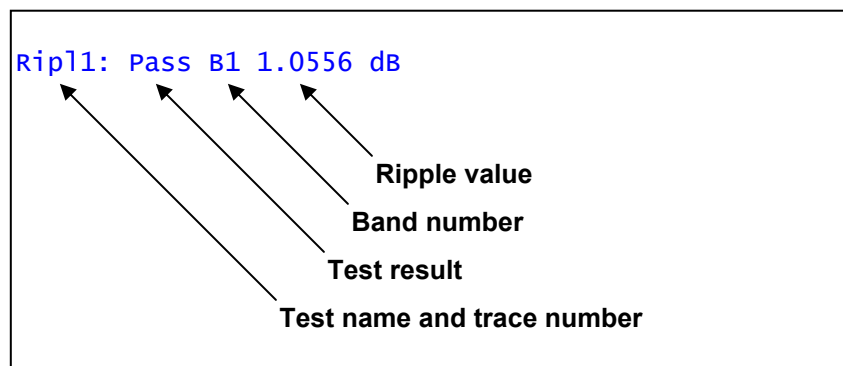 Ripl1: Pass B1 1.0556 dB
Ripple value
Band number
Test result
Test name and trace number